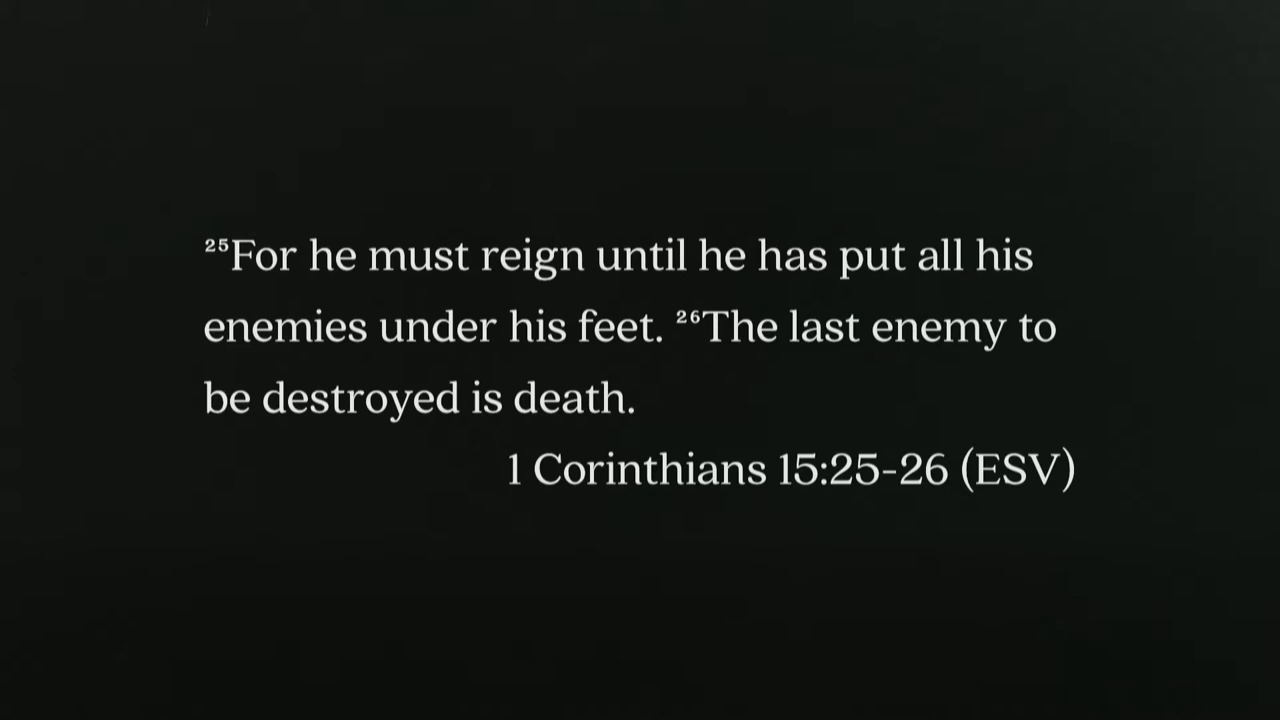 ²⁵For he must reign until he has put all his
enemies under his feet. ²⁶The last enemy to
be destroyed is death.
1 Corinthians 15:25-26 (ESV)